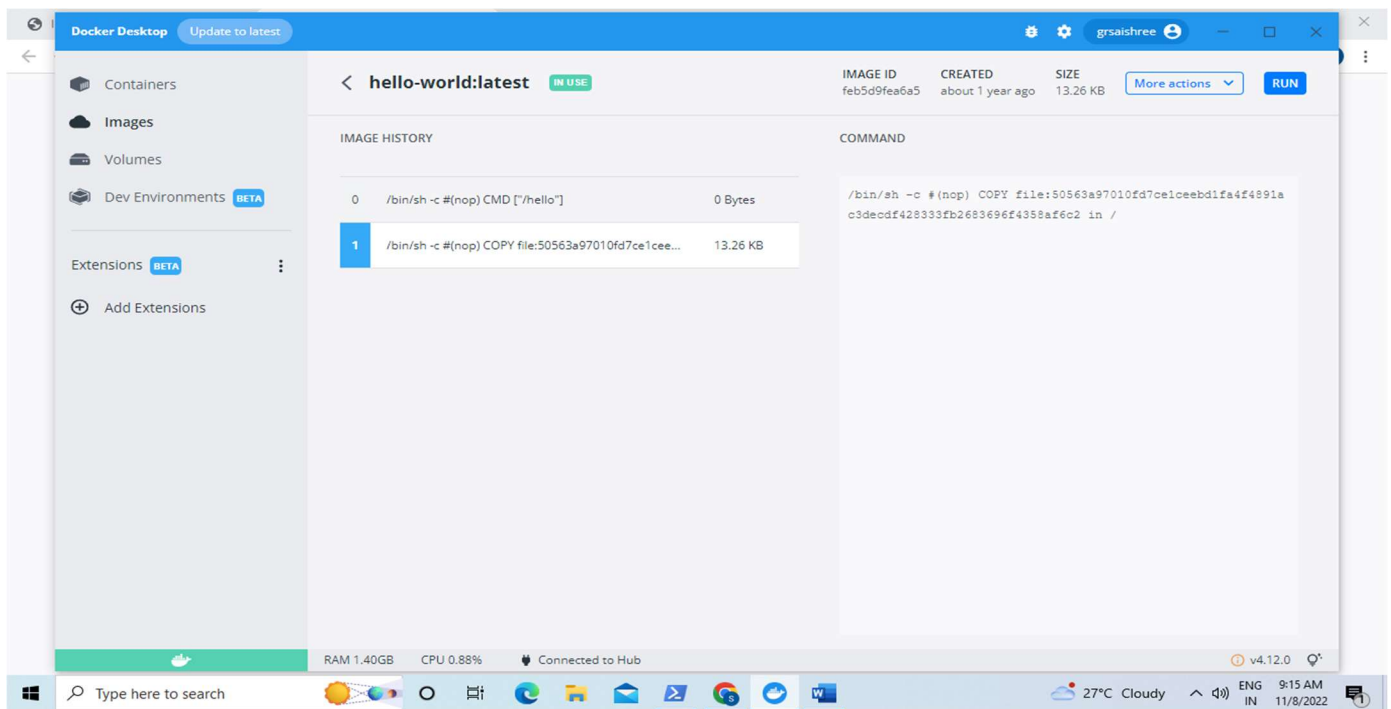 Docker Desktop Update to latest grsaishree
Containers
Images
Volumes
Dev Environments BETA
Extensions BETA
Add Extensions
hello-world:latest IN USE
IMAGE ID CREATED SIZE
feb5d9fea6a5 about 1 year ago 13.26 KB More actions RUN
IMAGE HISTORY
0 /bin/sh -c #(nop) CMD ["/hello"] 0 Bytes
1 /bin/sh -c #(nop) COPY file:50563a97010fd7ce1cee... 13.26 KB
COMMAND
/bin/sh -c #(nop) COPY file:50563a97010fd7ce1ceebd1fa4f4891a
c3decdf428333fb2683696f4358af6c2 in /
RAM 1.40GB CPU 0.88% Connected to Hub v4.12.0
Type here to search 27°C Cloudy ENG 9:15 AM
IN 11/8/2022
1